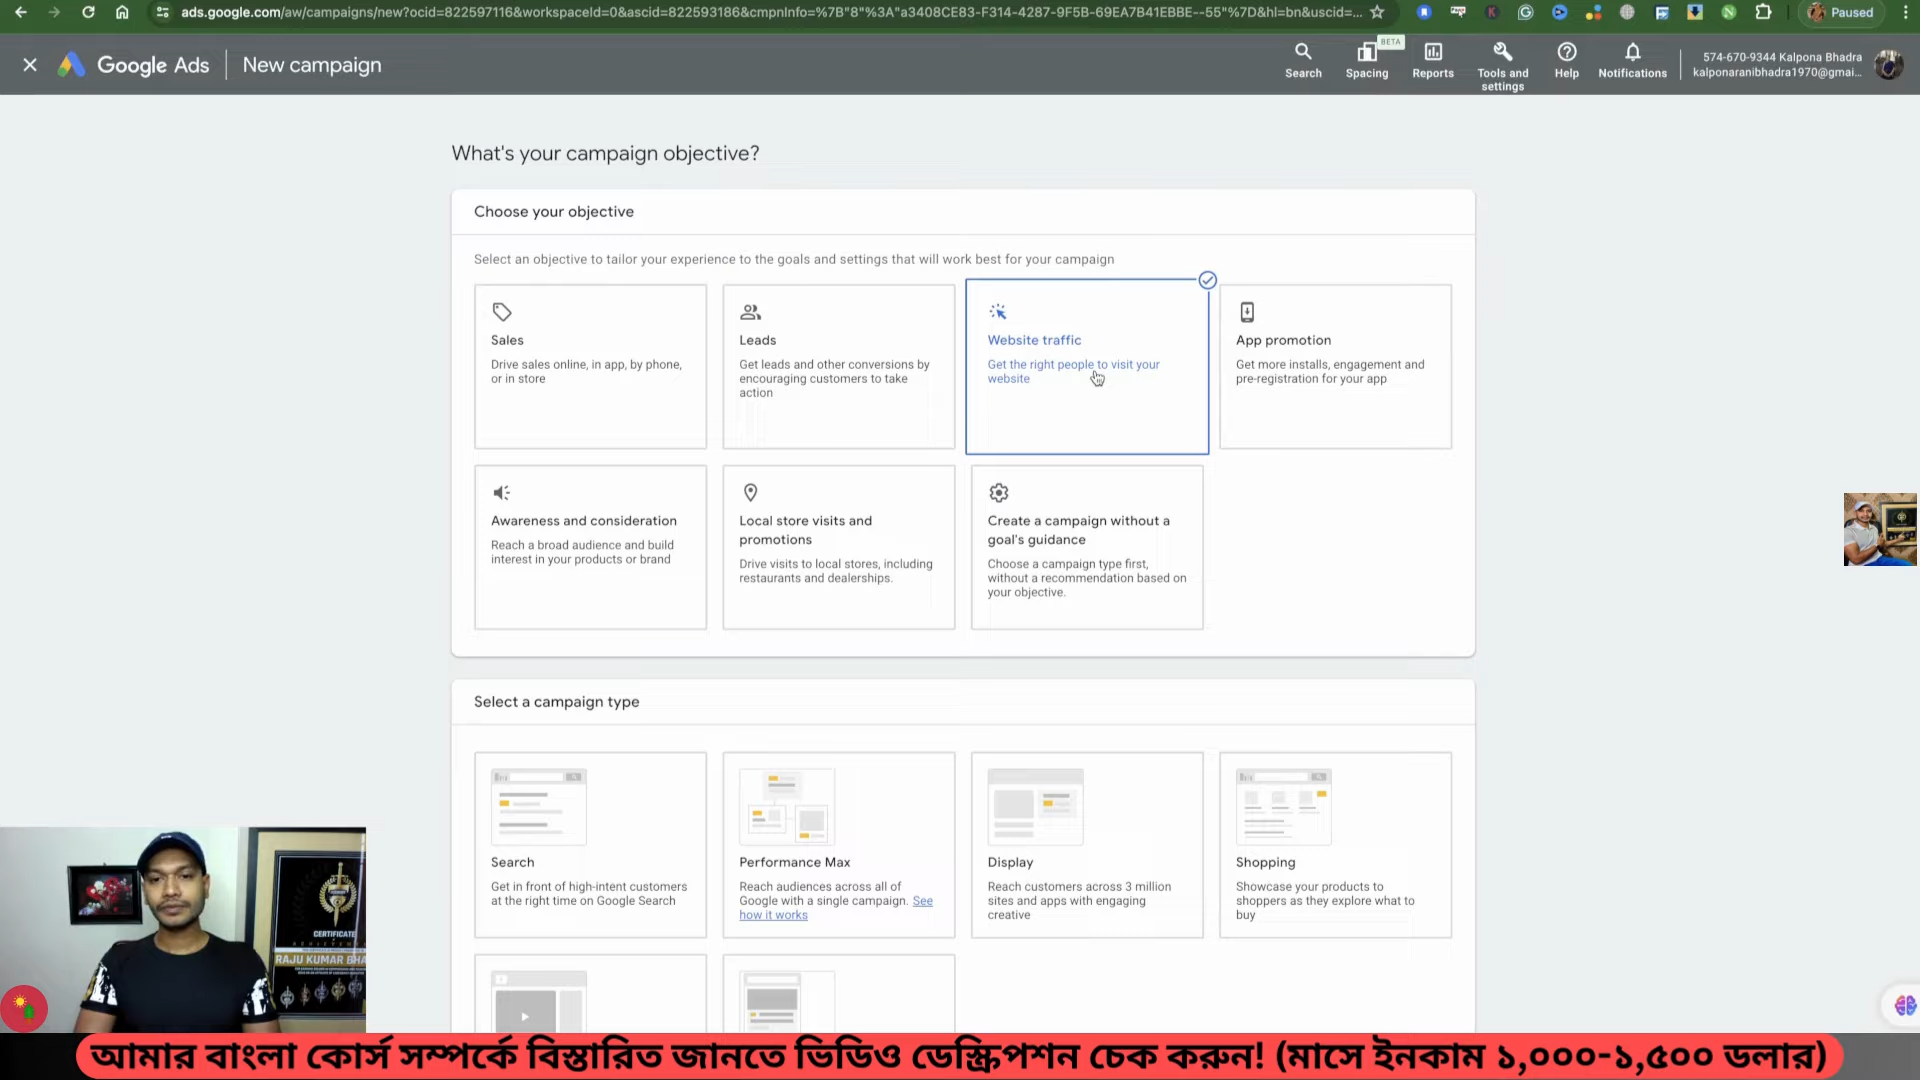 ads.google.com/aw/campaigns/new?ocid=822597116&workspaceId=0&ascid=822593186&cmpnInfo=%7B"8"%3A"a3408CE83-F314-4287-9F5B-69EA7B41EBBE--55"%7D&hl=bn&uscid=...
Paused
Google Ads
New campaign
Search
BETA
Spacing
Reports
Tools and
settings
Help
Notifications
574-670-9344 Kalpona Bhadra
kalponaranibhadra1970@gmai...
What's your campaign objective?
Choose your objective
Select an objective to tailor your experience to the goals and settings that will work best for your campaign
Sales
Drive sales online, in app, by phone,
or in store
Leads
Get leads and other conversions by
encouraging customers to take
action
Website traffic
Get the right people to visit your
website
App promotion
Get more installs, engagement and
pre-registration for your app
Awareness and consideration
Reach a broad audience and build
interest in your products or brand
Local store visits and
promotions
Drive visits to local stores, including
restaurants and dealerships.
Create a campaign without a
goal's guidance
Choose a campaign type first,
without a recommendation based on
your objective.
Select a campaign type
Search
Get in front of high-intent customers
at the right time on Google Search
Performance Max
Reach audiences across all of
Google with a single campaign. See
how it works
Display
Reach customers across 3 million
sites and apps with engaging
creative
Shopping
Showcase your products to
shoppers as they explore what to
buy
CERTIFICATE
RAJU KUMAR BHA
আমার বাংলা কোর্স সম্পর্কে বিস্তারিত জানতে ভিডিও ডেস্ক্রিপশন চেক করুন! (মাসে ইনকাম ১,০০০-১,৫০০ ডলার)